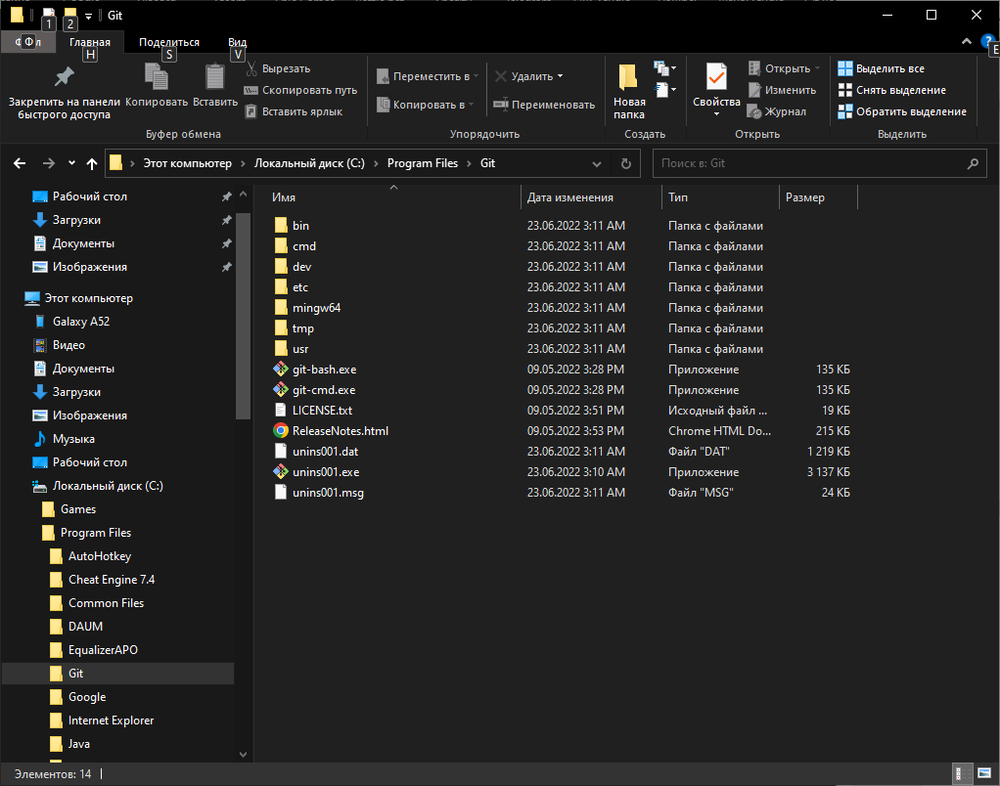 1
2
Git
Ф
Главная
H
Поделиться
S
Вид
V
E
Закрепить на панели
быстрого доступа
Копировать
Вставить
Вырезать
Скопировать путь
Вставить ярлык
Буфер обмена
Переместить в
Копировать в
Удалить
Переименовать
Упорядочить
Новая
папка
Создать
Свойства
Открыть
Изменить
Журнал
Открыть
Выделить все
Снять выделение
Обратить выделение
Выделить
Этот компьютер > Локальный диск (C:) > Program Files > Git
Поиск в: Git
Рабочий стол
Загрузки
Документы
Изображения
Этот компьютер
Galaxy A52
Видео
Документы
Загрузки
Изображения
Музыка
Рабочий стол
Локальный диск (C:)
Games
Program Files
AutoHotkey
Cheat Engine 7.4
Common Files
DAUM
EqualizerAPO
Git
Google
Internet Explorer
Java
Имя Дата изменения Тип Размер
bin 23.06.2022 3:11 AM Папка с файлами
cmd 23.06.2022 3:11 AM Папка с файлами
dev 23.06.2022 3:11 AM Папка с файлами
etc 23.06.2022 3:11 AM Папка с файлами
mingw64 23.06.2022 3:11 AM Папка с файлами
tmp 23.06.2022 3:11 AM Папка с файлами
usr 23.06.2022 3:11 AM Папка с файлами
git-bash.exe 09.05.2022 3:28 PM Приложение 135 КБ
git-cmd.exe 09.05.2022 3:28 PM Приложение 135 КБ
LICENSE.txt 09.05.2022 3:51 PM Исходный файл ... 19 КБ
ReleaseNotes.html 09.05.2022 3:53 PM Chrome HTML Do... 215 КБ
unins001.dat 23.06.2022 3:11 AM Файл "DAT" 1 219 КБ
unins001.exe 23.06.2022 3:10 AM Приложение 3 137 КБ
unins001.msg 23.06.2022 3:11 AM Файл "MSG" 24 КБ
Элементов: 14